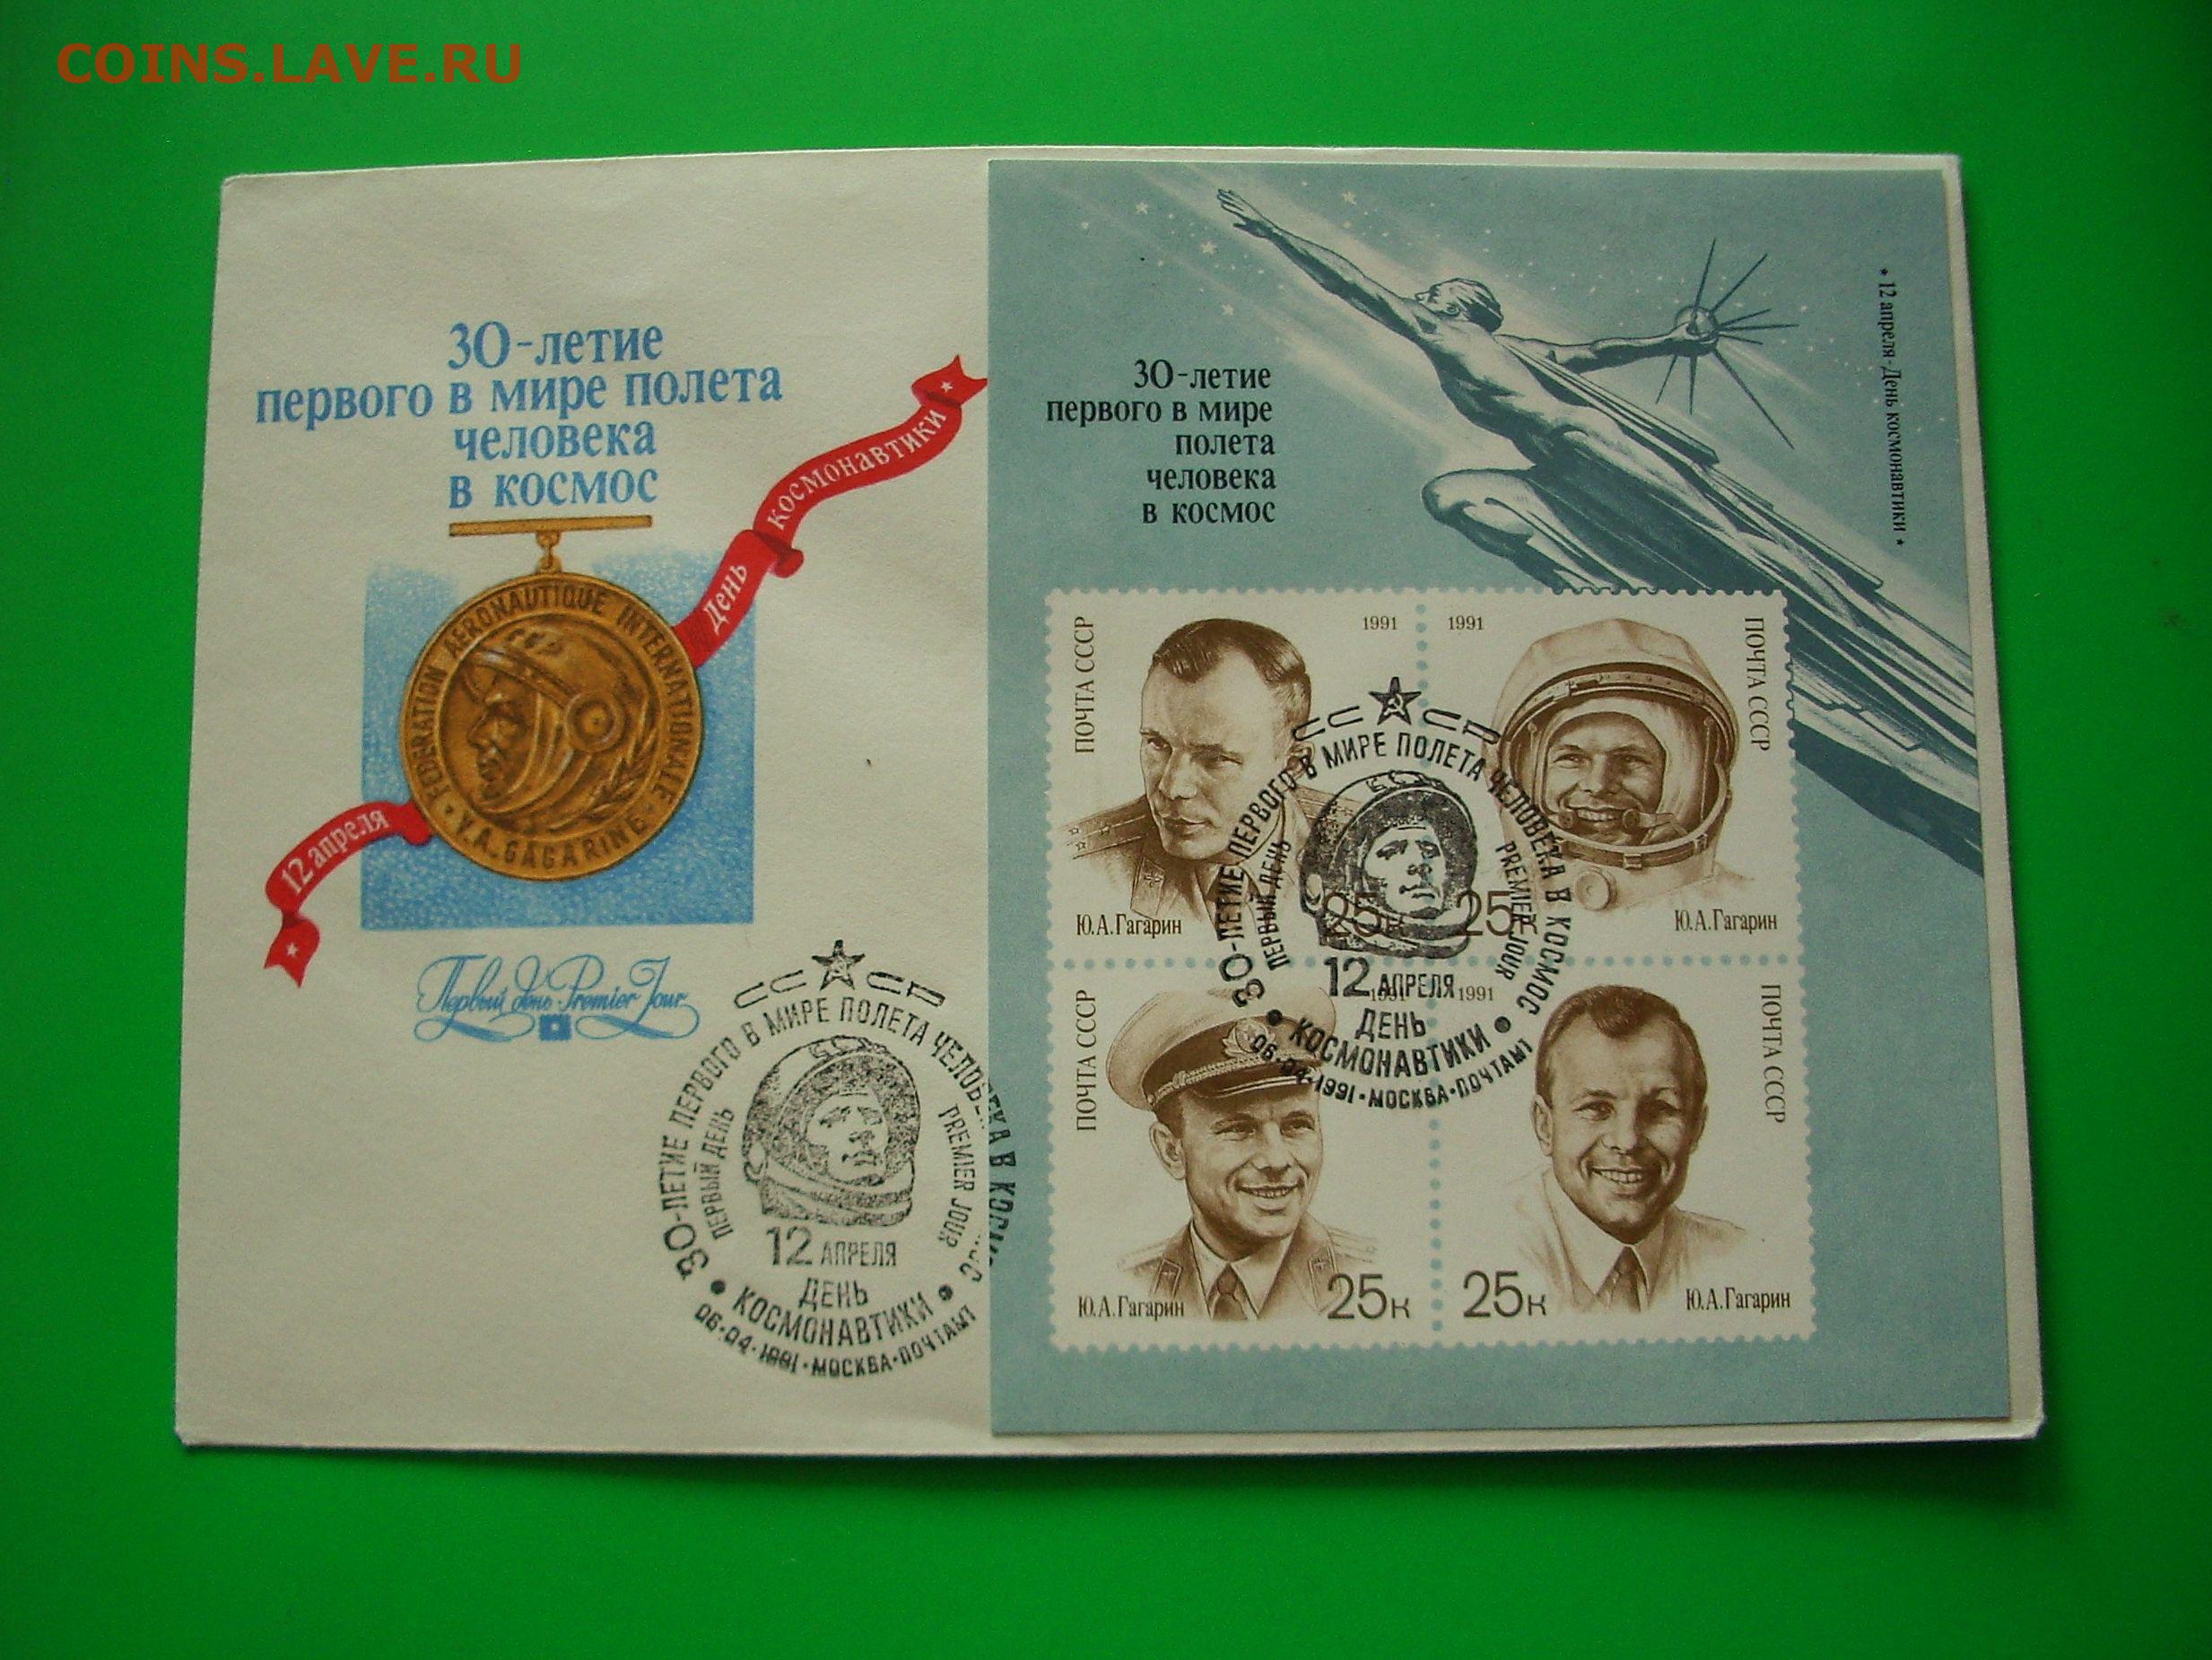 COINS.LAVE.RU
30-летие
первого в мире полета
человека
в космос
12 апреля
День космонавтики
FEDERATION AERONAUTIQUE INTERNATIONALE
Y.A.GAGARINE
Первый день · Premier Jour
СССР
30-ЛЕТИЕ ПЕРВОГО В МИРЕ ПОЛЕТА ЧЕЛОВЕКА В КОСМОС
ПЕРВЫЙ ДЕНЬ
PREMIER JOUR
12 АПРЕЛЯ
ДЕНЬ
КОСМОНАВТИКИ
06·04·1991·МОСКВА·ПОЧТАМТ
30-летие
первого в мире
полета
человека
в космос
* 12 апреля-День космонавтики *
ПОЧТА СССР
1991
Ю.А.Гагарин
25к
1991
ПОЧТА СССР
25к
Ю.А.Гагарин
СССР
30-ЛЕТИЕ ПЕРВОГО В МИРЕ ПОЛЕТА ЧЕЛОВЕКА В КОСМОС
ПЕРВЫЙ ДЕНЬ
PREMIER JOUR
12 АПРЕЛЯ
ДЕНЬ
КОСМОНАВТИКИ
06·04·1991·МОСКВА·ПОЧТАМТ
ПОЧТА СССР
1991
Ю.А.Гагарин
25к
1991
ПОЧТА СССР
25к
Ю.А.Гагарин